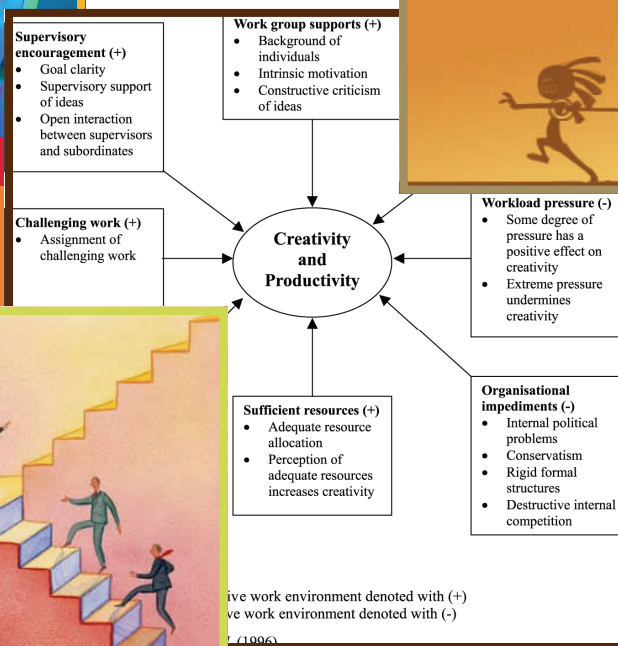 Supervisory
encouragement (+)
• Goal clarity
• Supervisory support
of ideas
• Open interaction
between supervisors
and subordinates
Work group supports (+)
• Background of
individuals
• Intrinsic motivation
• Constructive criticism
of ideas
Challenging work (+)
• Assignment of
challenging work
Creativity
and
Productivity
Workload pressure (-)
• Some degree of
pressure has a
positive effect on
creativity
• Extreme pressure
undermines
creativity
Sufficient resources (+)
• Adequate resource
allocation
• Perception of
adequate resources
increases creativity
Organisational
impediments (-)
• Internal political
problems
• Conservatism
• Rigid formal
structures
• Destructive internal
competition
ive work environment denoted with (+)
ve work environment denoted with (-)
(1996)